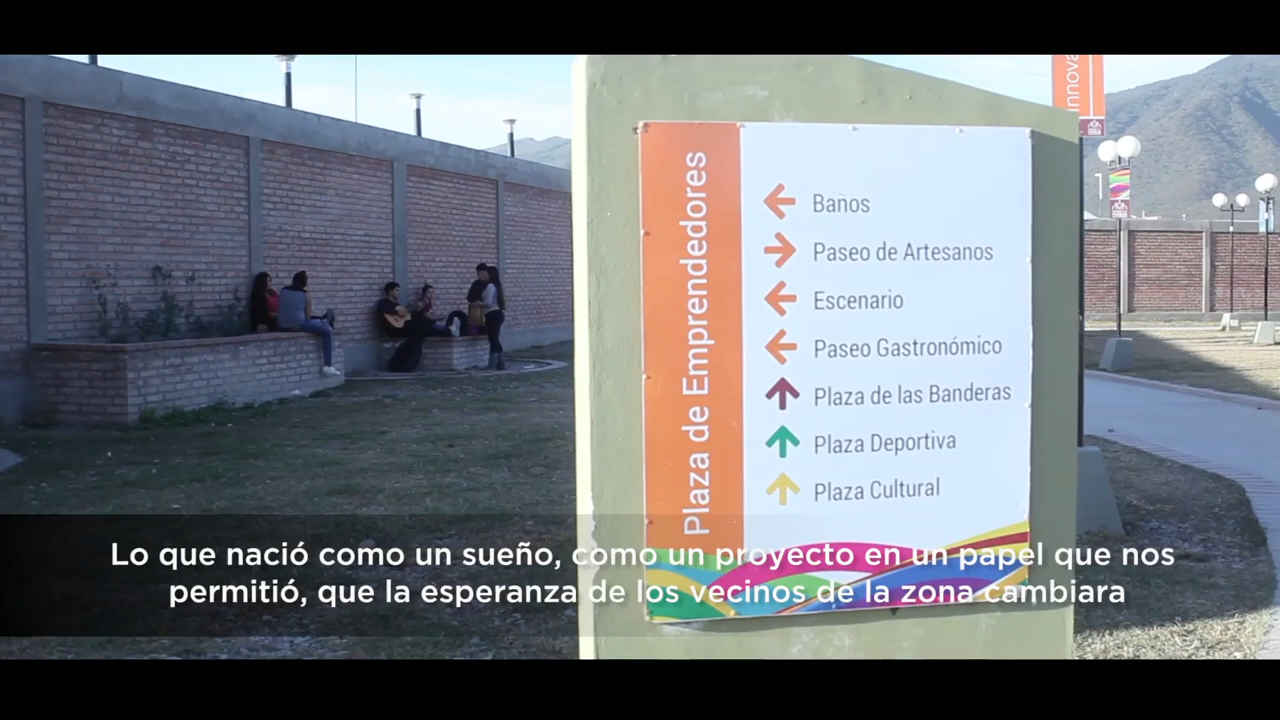 innova
Plaza de Emprendedores
Baños
Paseo de Artesanos
Escenario
Paseo Gastronómico
Plaza de las Banderas
Plaza Deportiva
Plaza Cultural
Lo que nació como un sueño, como un proyecto en un papel que nos
permitió, que la esperanza de los vecinos de la zona cambiara